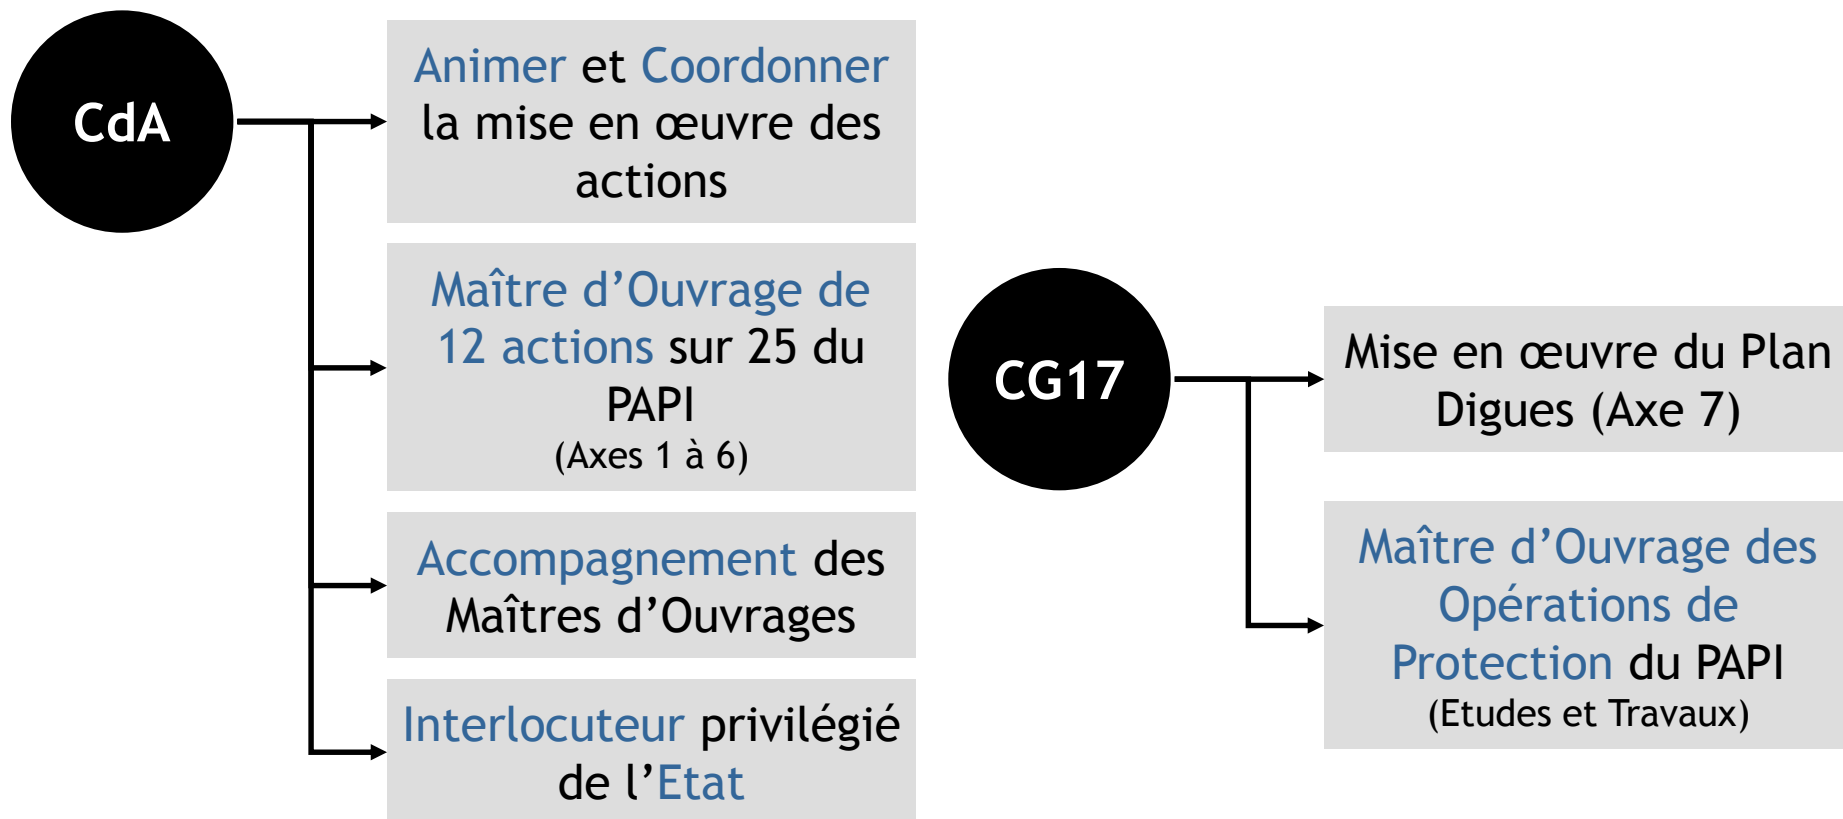 CdA
Animer et Coordonner
la mise en œuvre des
actions
Maître d’Ouvrage de
12 actions sur 25 du
PAPI
(Axes 1 à 6)
Accompagnement des
Maîtres d’Ouvrages
Interlocuteur privilégié
de l’Etat
CG17
Mise en œuvre du Plan
Digues (Axe 7)
Maître d’Ouvrage des
Opérations de
Protection du PAPI
(Etudes et Travaux)